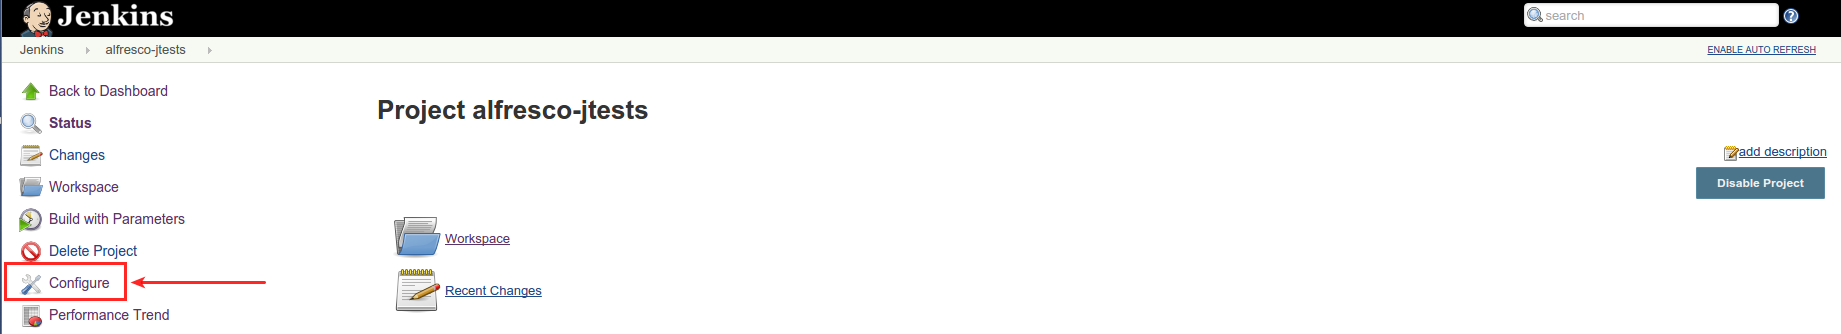 Jenkins
search
Jenkins alfresco-jtests
ENABLE AUTO REFRESH
Back to Dashboard
Status
Changes
Workspace
Build with Parameters
Delete Project
Configure
Performance Trend
Project alfresco-jtests
add description
Disable Project
Workspace
Recent Changes